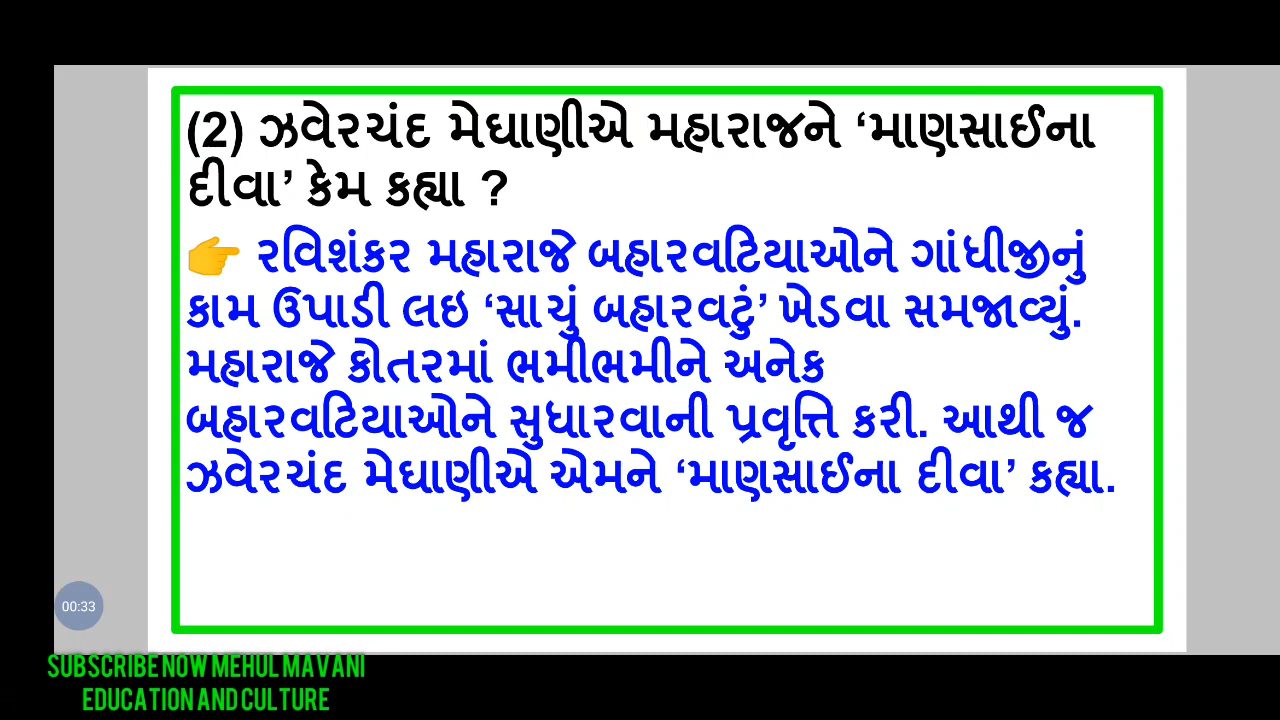 (2) ઝવેરચંદ મેઘાણીએ મહારાજને ‘માણસાઈના
દીવા’ કેમ કહ્યા ?
👉 રવિશંકર મહારાજે બહારવટિયાઓને ગાંધીજીનું
કામ ઉપાડી લઇ ‘સાચું બહારવટું’ ખેડવા સમજાવ્યું.
મહારાજે કોતરમાં ભમીભમીને અનેક
બહારવટિયાઓને સુધારવાની પ્રવૃત્તિ કરી. આથી જ
ઝવેરચંદ મેઘાણીએ એમને ‘માણસાઈના દીવા’ કહ્યા.
00:33
SUBSCRIBE NOW MEHUL MAVANI
EDUCATION AND CULTURE